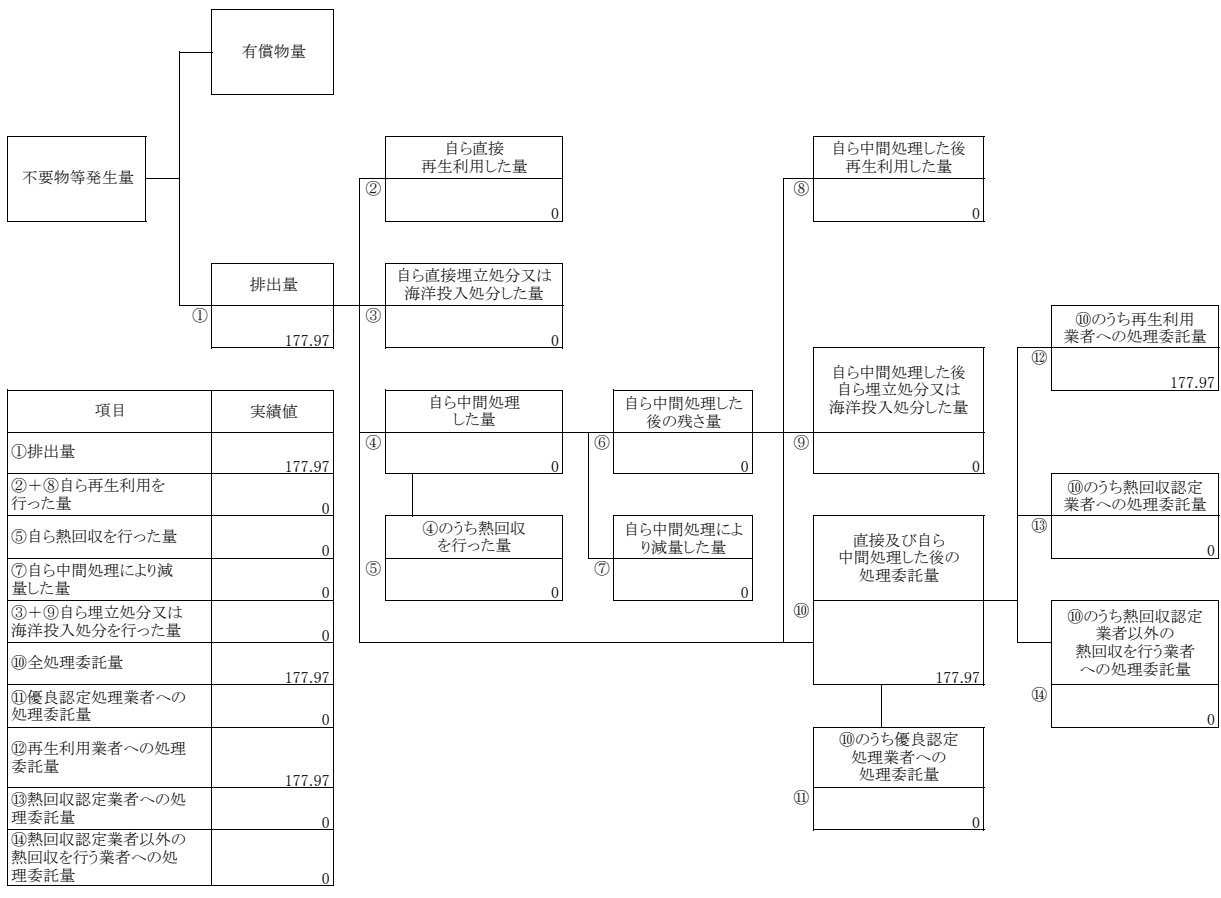 有償物量
不要物等発生量
自ら直接
再生利用した量
②
0
自ら中間処理した後
再生利用した量
⑧
0
排出量
①
177.97
自ら直接埋立処分又は
海洋投入処分した量
③
0
⑩のうち再生利用
業者への処理委託量
⑫
177.97
自ら中間処理した後
自ら埋立処分又は
海洋投入処分した量
⑨
0
自ら中間処理
した量
④
0
自ら中間処理した
後の残さ量
⑥
0
⑩のうち熱回収認定
業者への処理委託量
⑬
0
④のうち熱回収
を行った量
⑤
0
自ら中間処理によ
り減量した量
⑦
0
直接及び自ら
中間処理した後の
処理委託量
⑩
177.97
⑩のうち熱回収認定
業者以外の
熱回収を行う業者
への処理委託量
⑭
0
⑩のうち優良認定
処理業者への
処理委託量
⑪
0
項目 実績値
①排出量
177.97
②＋⑧自ら再生利用を
行った量
0
⑤自ら熱回収を行った量
0
⑦自ら中間処理により減
量した量
0
③＋⑨自ら埋立処分又は
海洋投入処分を行った量
0
⑩全処理委託量
177.97
⑪優良認定処理業者への
処理委託量
0
⑫再生利用業者への処理
委託量
177.97
⑬熱回収認定業者への処
理委託量
0
⑭熱回収認定業者以外の
熱回収を行う業者への処
理委託量
0